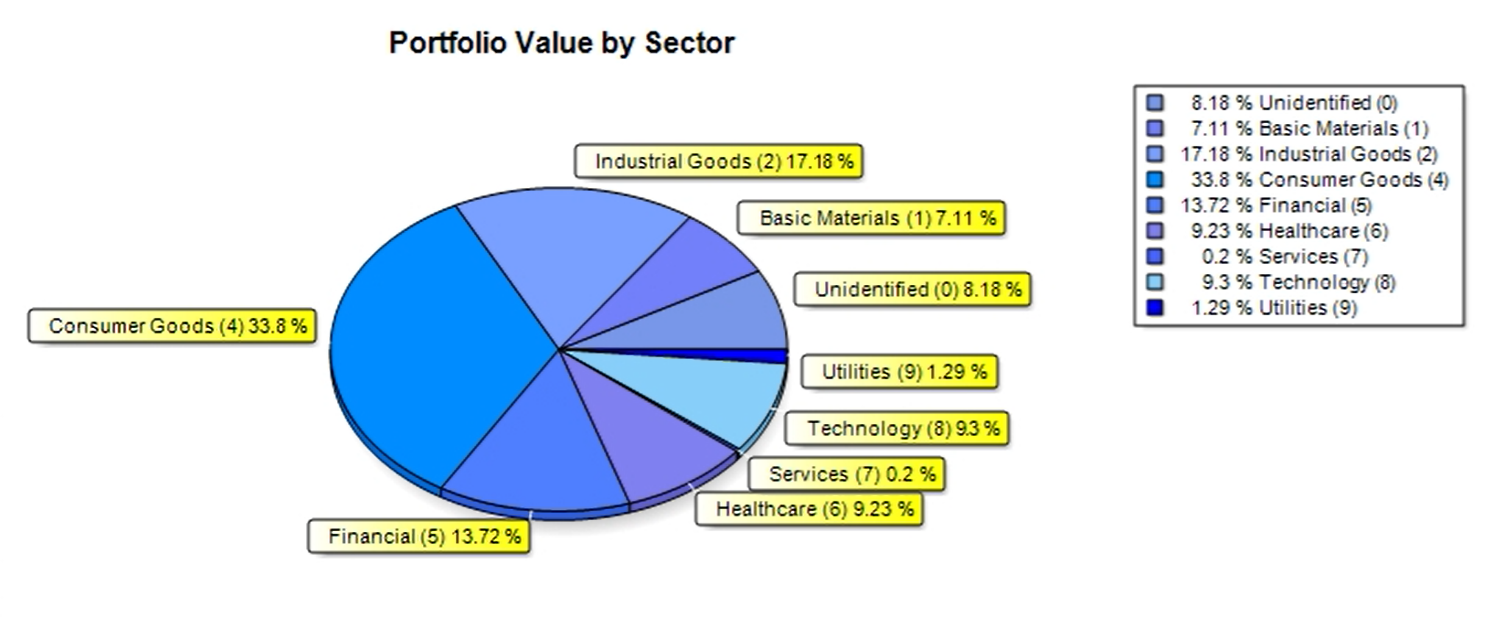 Portfolio Value by Sector
Industrial Goods (2) 17.18 %
Basic Materials (1) 7.11 %
Unidentified (0) 8.18 %
Consumer Goods (4) 33.8 %
Utilities (9) 1.29 %
Technology (8) 9.3 %
Services (7) 0.2 %
Healthcare (6) 9.23 %
Financial (5) 13.72 %
8.18 % Unidentified (0)
7.11 % Basic Materials (1)
17.18 % Industrial Goods (2)
33.8 % Consumer Goods (4)
13.72 % Financial (5)
9.23 % Healthcare (6)
0.2 % Services (7)
9.3 % Technology (8)
1.29 % Utilities (9)